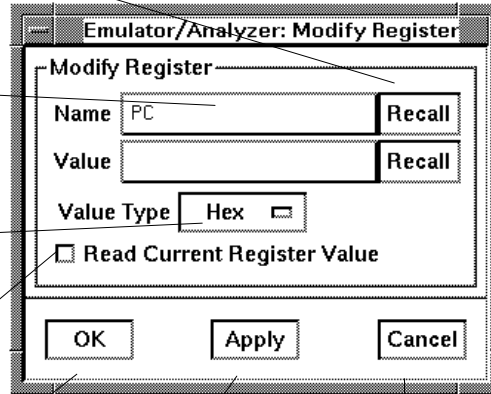 Emulator/Analyzer: Modify Register
Modify Register
Name PC Recall
Value Recall
Value Type Hex
Read Current Register Value
OK Apply Cancel